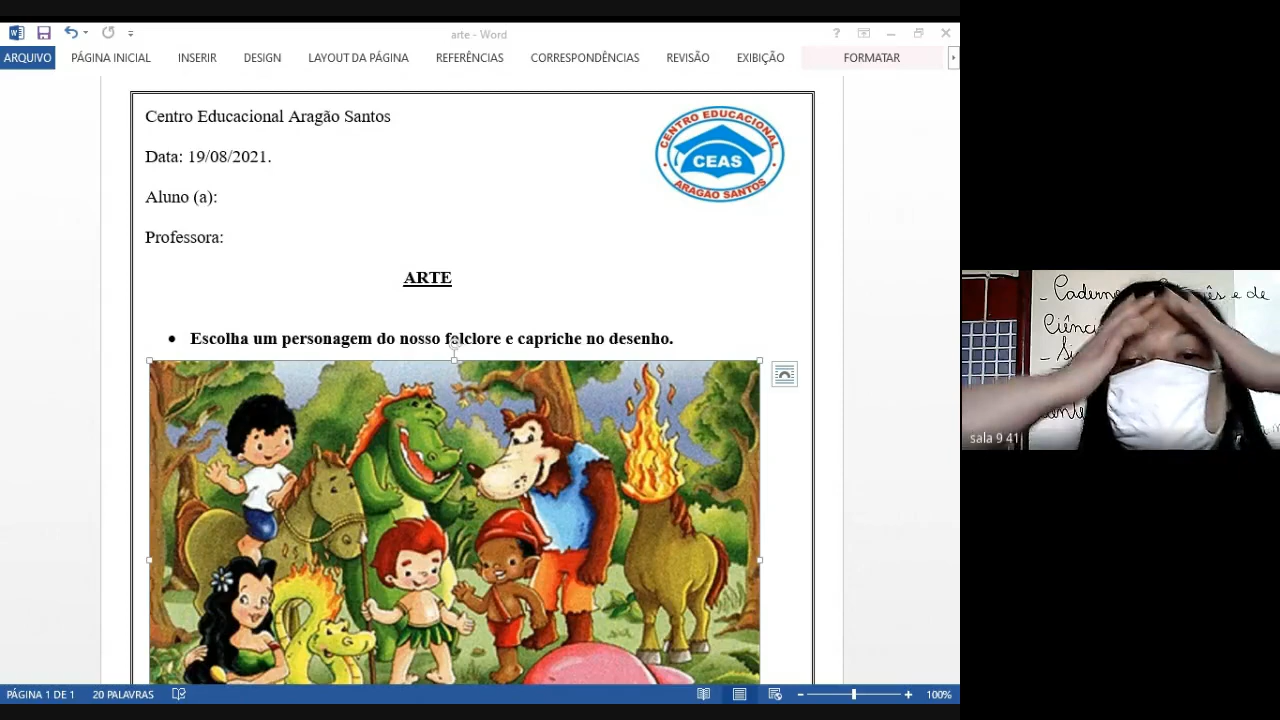 arte - Word
ARQUIVO PÁGINA INICIAL INSERIR DESIGN LAYOUT DA PÁGINA REFERÊNCIAS CORRESPONDÊNCIAS REVISÃO EXIBIÇÃO FORMATAR
Centro Educacional Aragão Santos
Data: 19/08/2021.
Aluno (a):
Professora:
CENTRO EDUCACIONAL
CEAS
ARAGÃO SANTOS
ARTE
• Escolha um personagem do nosso folclore e capriche no desenho.
PÁGINA 1 DE 1 20 PALAVRAS
100%
- Caderno e de
sala 9 41